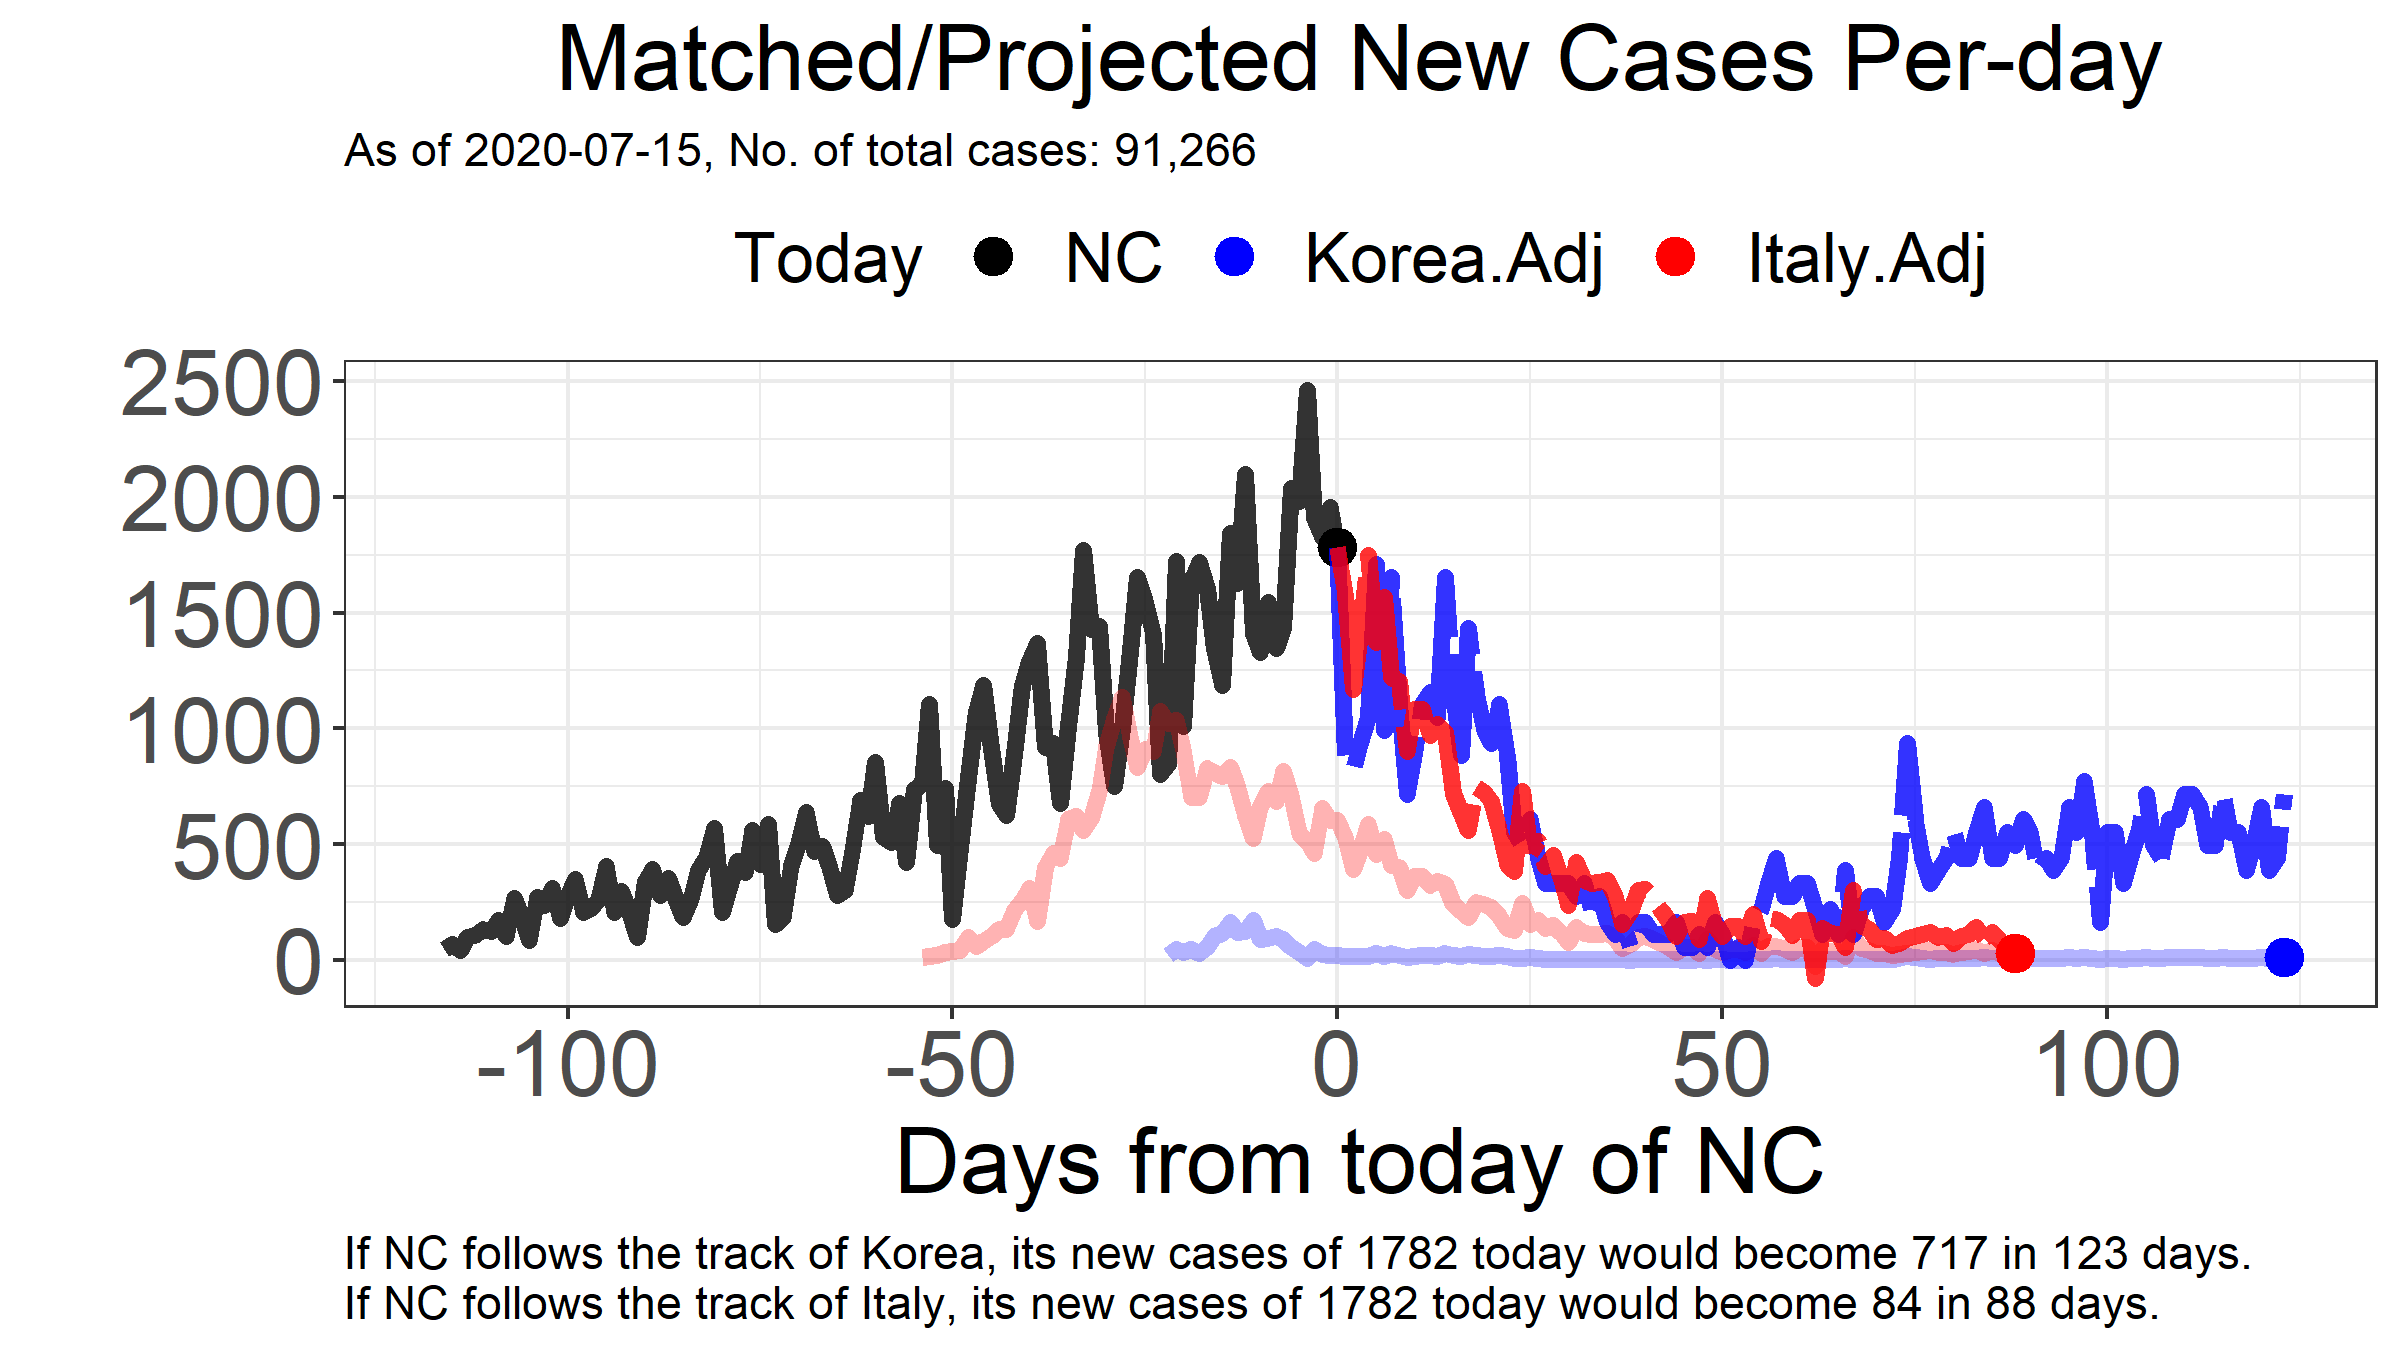 Matched/Projected New Cases Per-day
As of 2020-07-15, No. of total cases: 91,266
Today NC Korea.Adj Italy.Adj
2500
2000
1500
1000
500
0
-100 -50 0 50 100
Days from today of NC
If NC follows the track of Korea, its new cases of 1782 today would become 717 in 123 days.
If NC follows the track of Italy, its new cases of 1782 today would become 84 in 88 days.